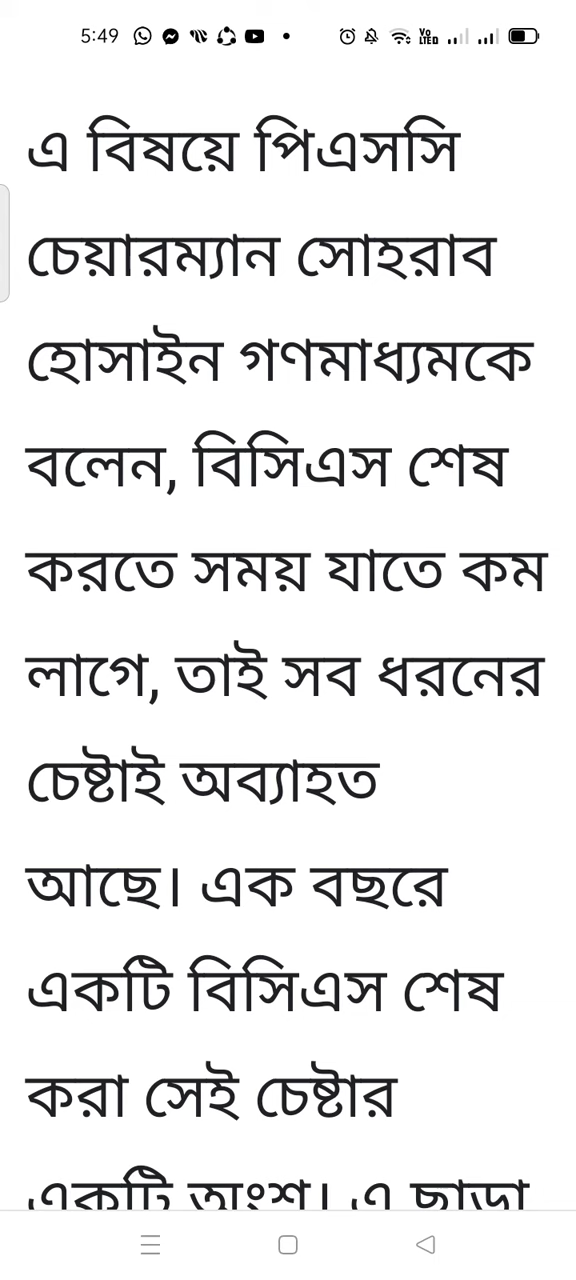 5:49
এ বিষয়ে পিএসসি
চেয়ারম্যান সোহরাব
হোসাইন গণমাধ্যমকে
বলেন, বিসিএস শেষ
করতে সময় যাতে কম
লাগে, তাই সব ধরনের
চেষ্টাই অব্যাহত
আছে। এক বছরে
একটি বিসিএস শেষ
করা সেই চেষ্টার
একটি অংশ। এ ছাড়া